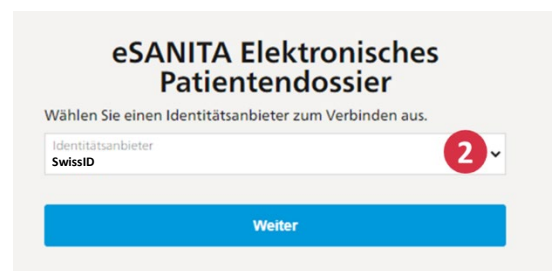 eSANITA Elektronisches
Patientendossier
Wählen Sie einen Identitätsanbieter zum Verbinden aus.
Identitätsanbieter
SwissID
2
Weiter